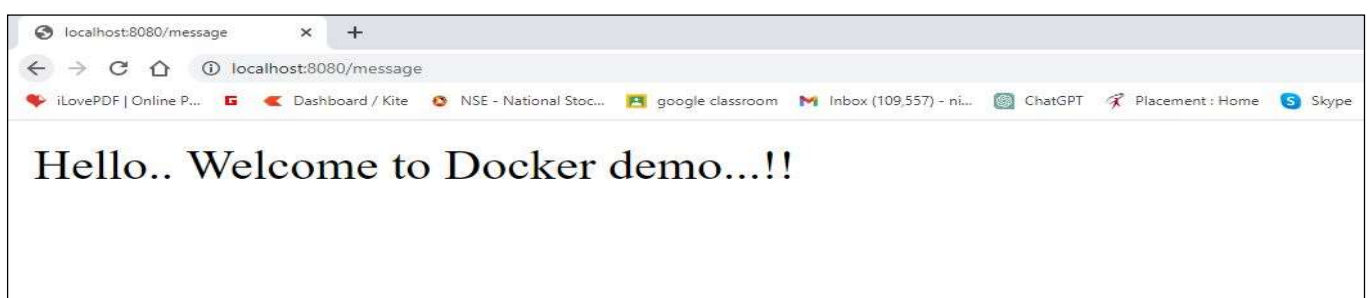 localhost:8080/message
localhost:8080/message
iLovePDF | Online P... Dashboard / Kite NSE - National Stoc... google classroom Inbox (109,557) - ni... ChatGPT Placement : Home Skype
Hello.. Welcome to Docker demo...!!